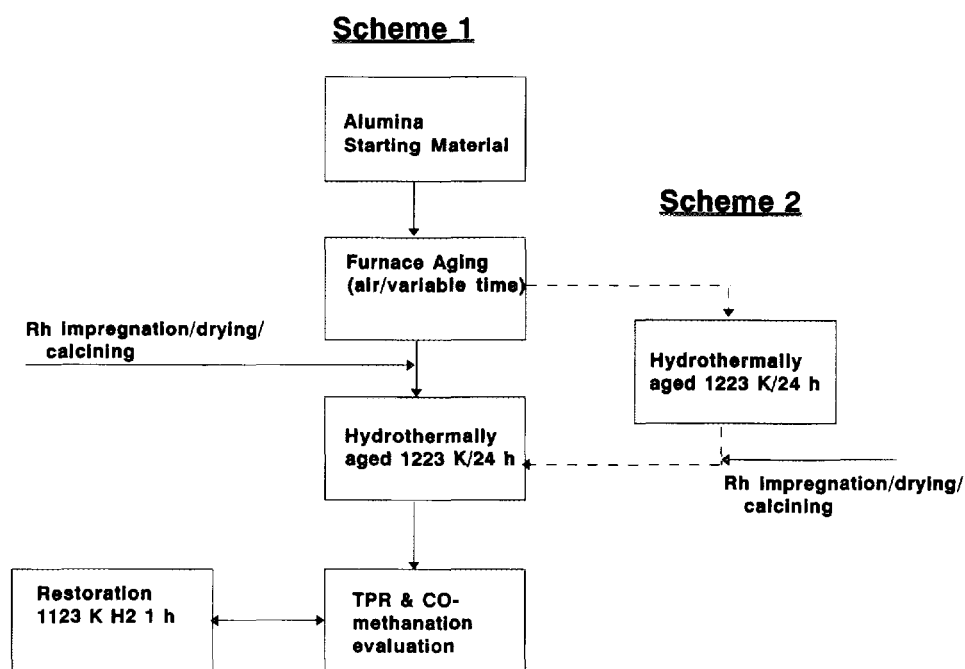 Scheme 1
Alumina
Starting Material
Scheme 2
Furnace Aging
(air/variable time)
Rh impregnation/drying/
calcining
Hydrothermally
aged 1223 K/24 h
Hydrothermally
aged 1223 K/24 h
Rh impregnation/drying/
calcining
Restoration
1123 K H2 1 h
TPR & CO-
methanation
evaluation